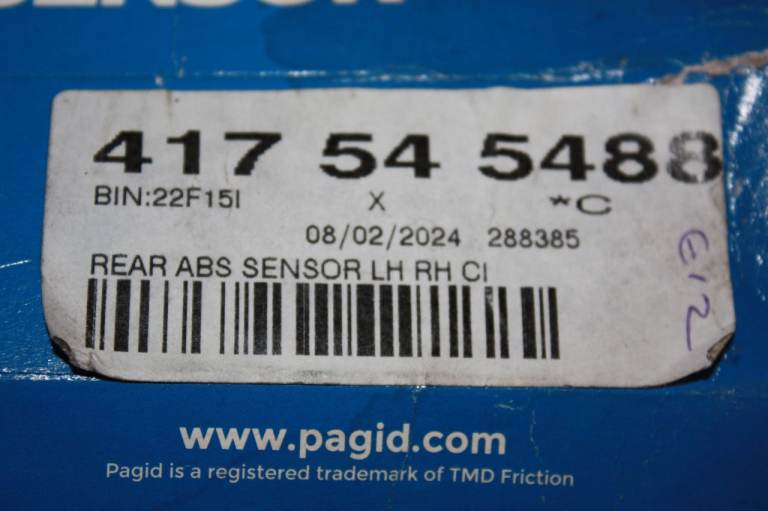 SENSOR
417 54 5488
BIN:22F15I X *C
08/02/2024 288385
REAR ABS SENSOR LH RH CI
E12
www.pagid.com
Pagid is a registered trademark of TMD Friction